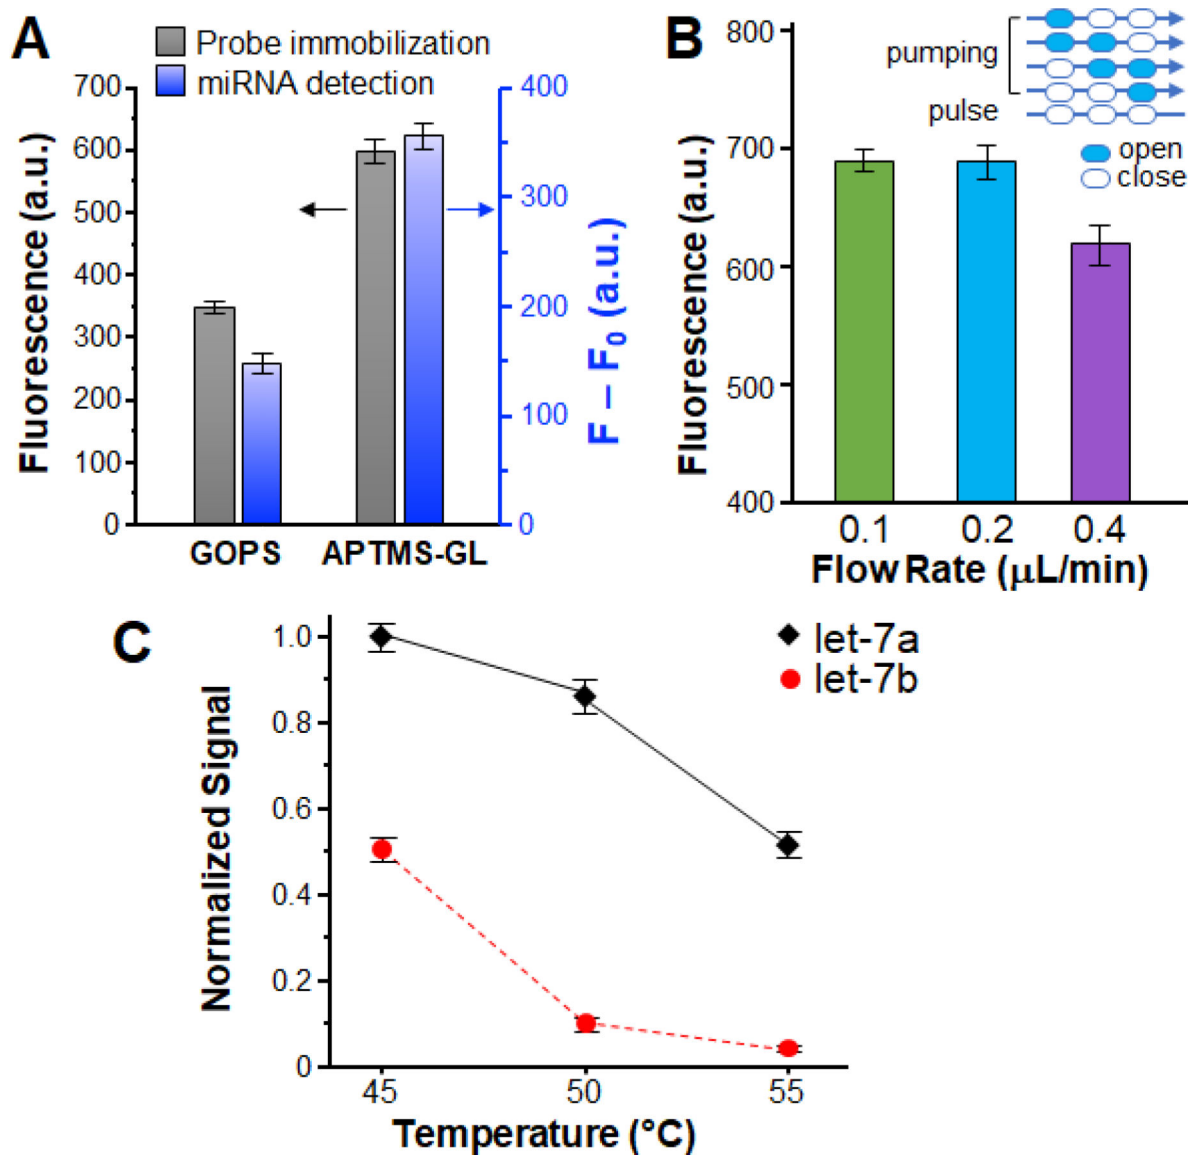 A
Probe immobilization
miRNA detection
700
600
500
400
300
200
100
0
Fluorescence (a.u.)
400
300
200
100
0
F – F0 (a.u.)
GOPS
APTMS-GL
B
pumping
pulse
open
close
800
700
600
500
400
Fluorescence (a.u.)
0.1
0.2
0.4
Flow Rate (μL/min)
C
let-7a
let-7b
1.0
0.8
0.6
0.4
0.2
0
Normalized Signal
45
50
55
Temperature (°C)